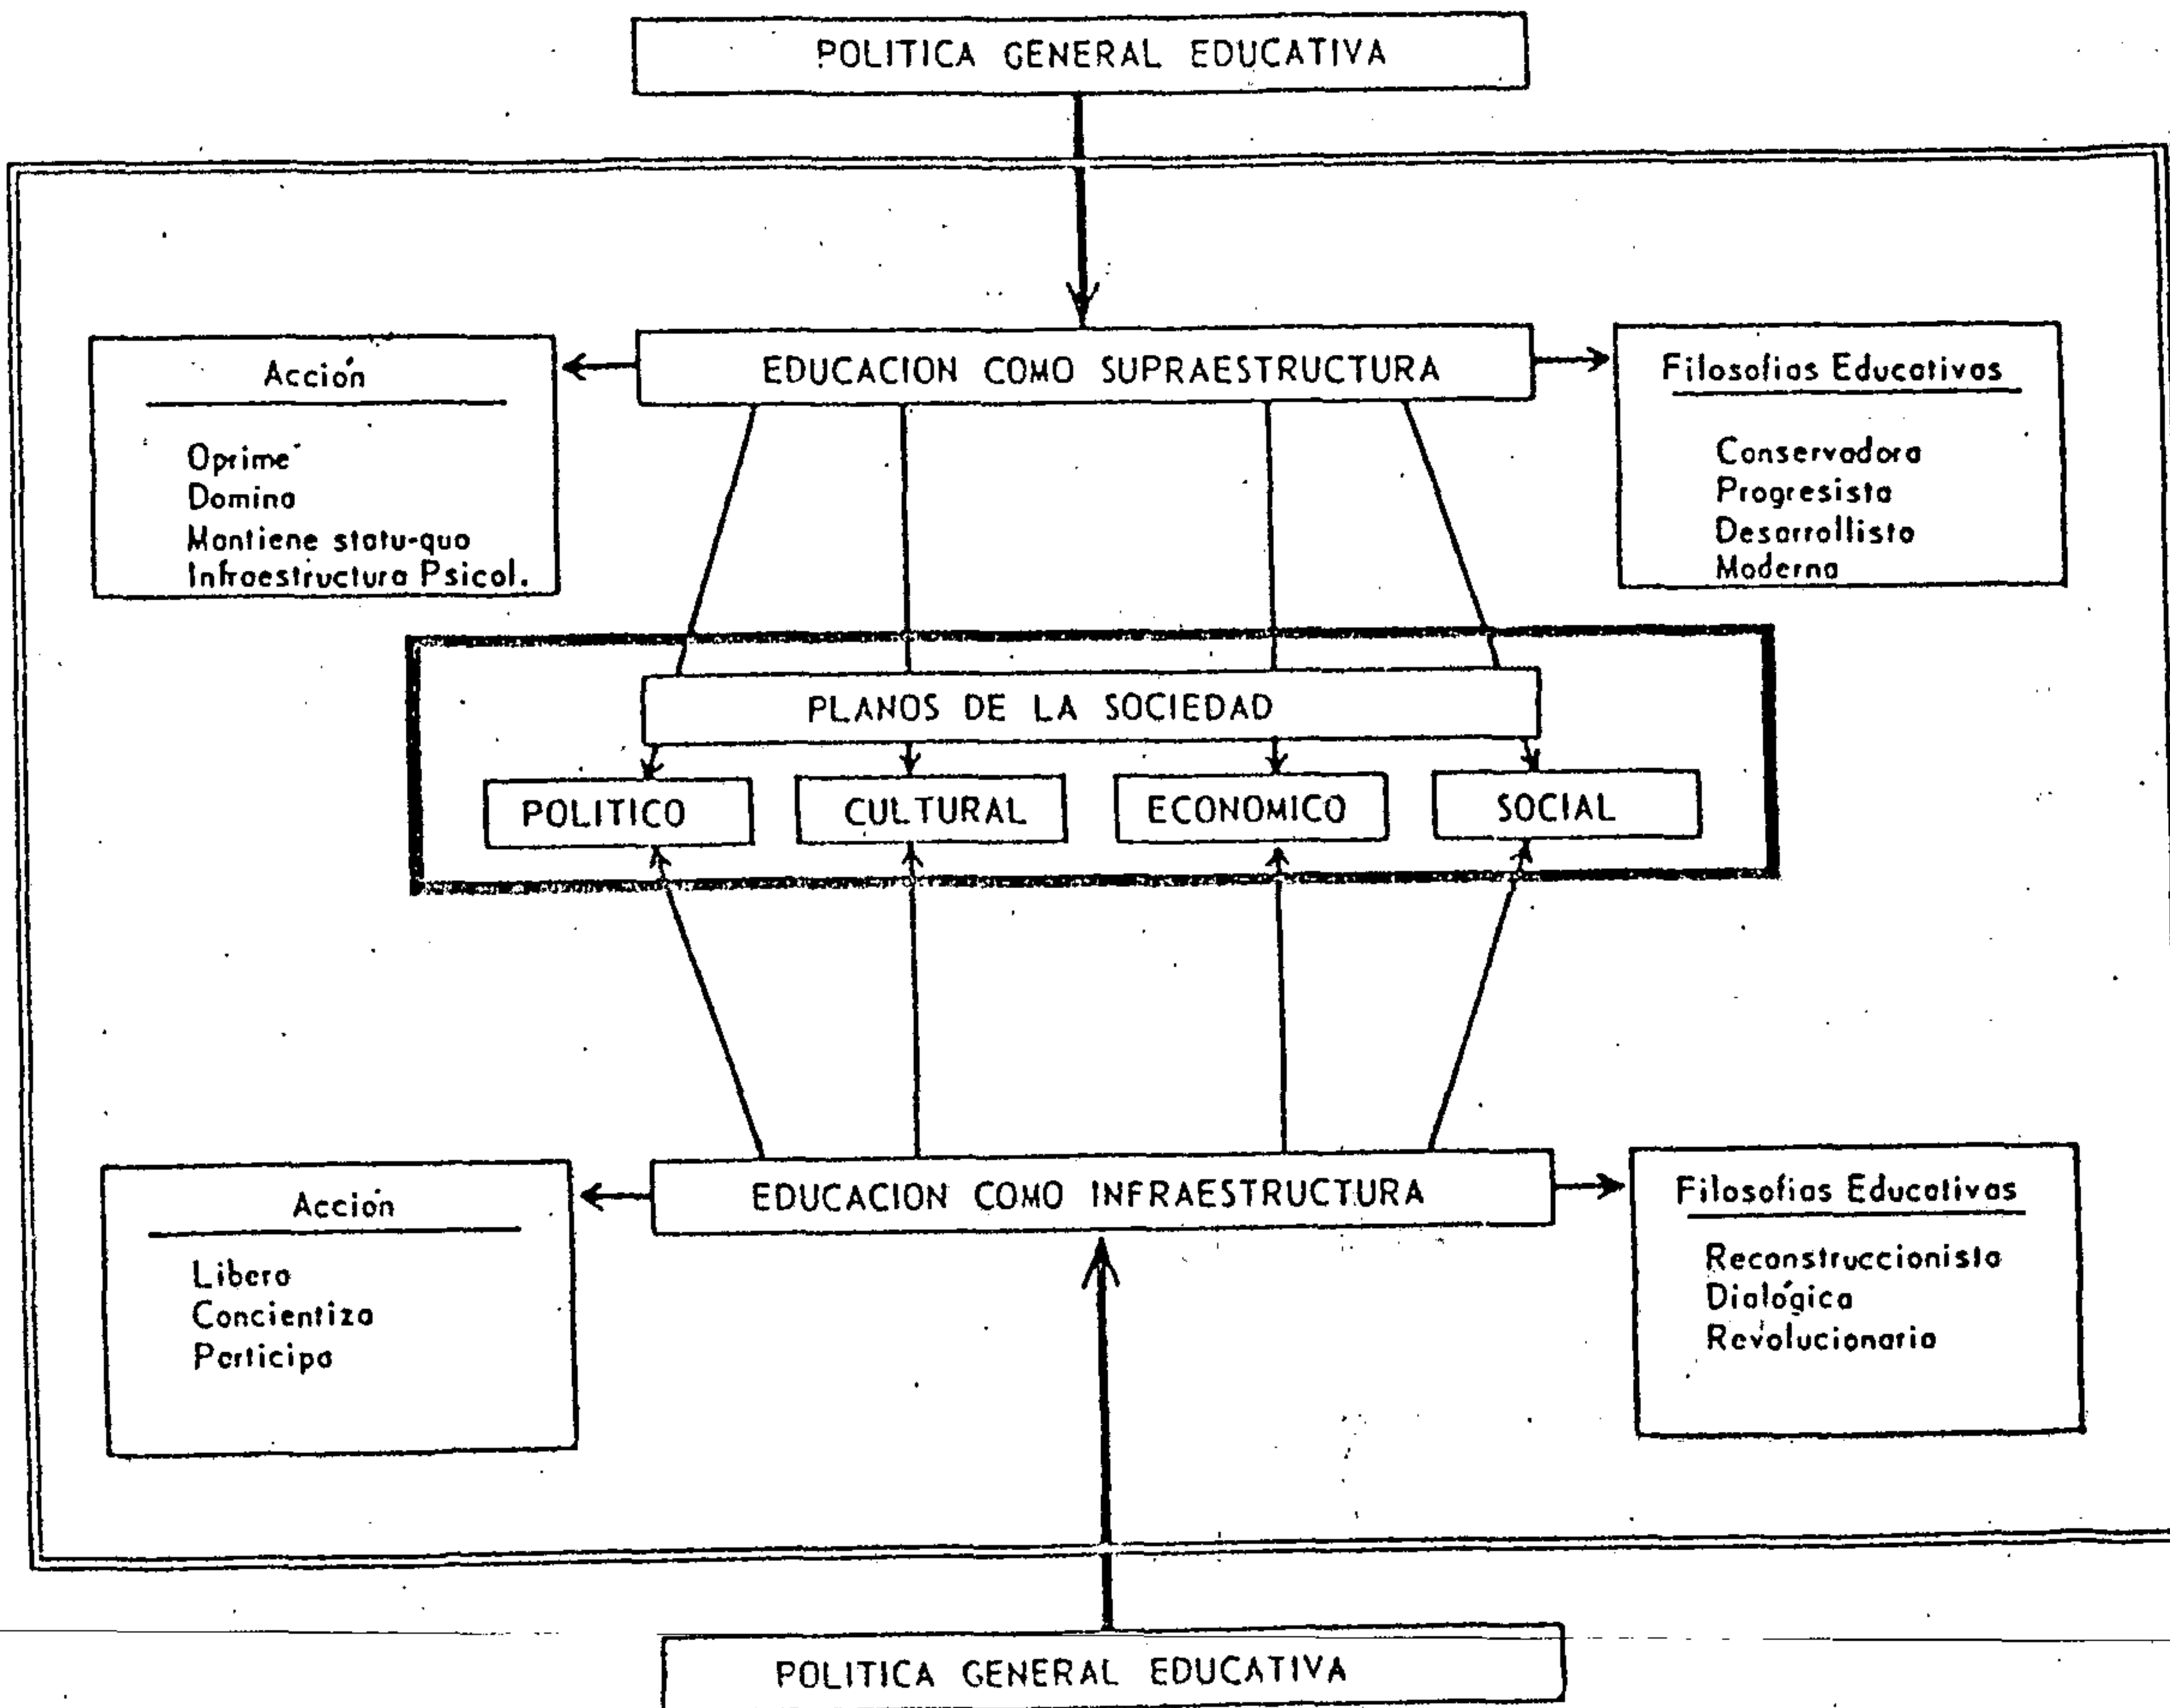 POLITICA GENERAL EDUCATIVA
EDUCACION COMO SUPRAESTRUCTURA
Acción
Oprime
Domina
Mantiene statu-quo
Infraestructura Psicol.
Filosofias Educativas
Conservadora
Progresista
Desarrollista
Moderna
PLANOS DE LA SOCIEDAD
POLITICO
CULTURAL
ECONOMICO
SOCIAL
EDUCACION COMO INFRAESTRUCTURA
Acción
Libera
Concientiza
Participa
Filosofias Educativas
Reconstruccionista
Dialógica
Revolucionaria
POLITICA GENERAL EDUCATIVA